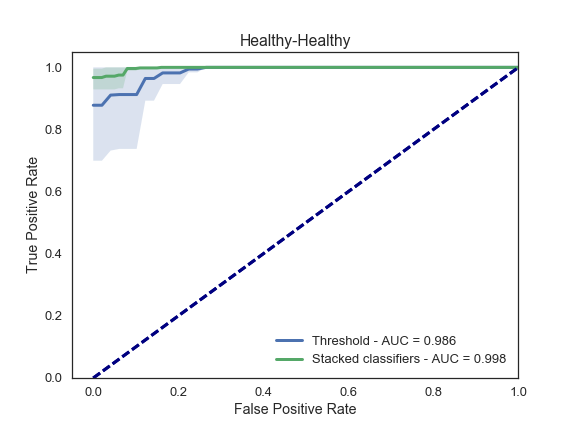 Healthy-Healthy
True Positive Rate
1.0
0.8
0.6
0.4
0.2
0.0
Threshold - AUC = 0.986
Stacked classifiers - AUC = 0.998
0.0 0.2 0.4 0.6 0.8 1.0
False Positive Rate